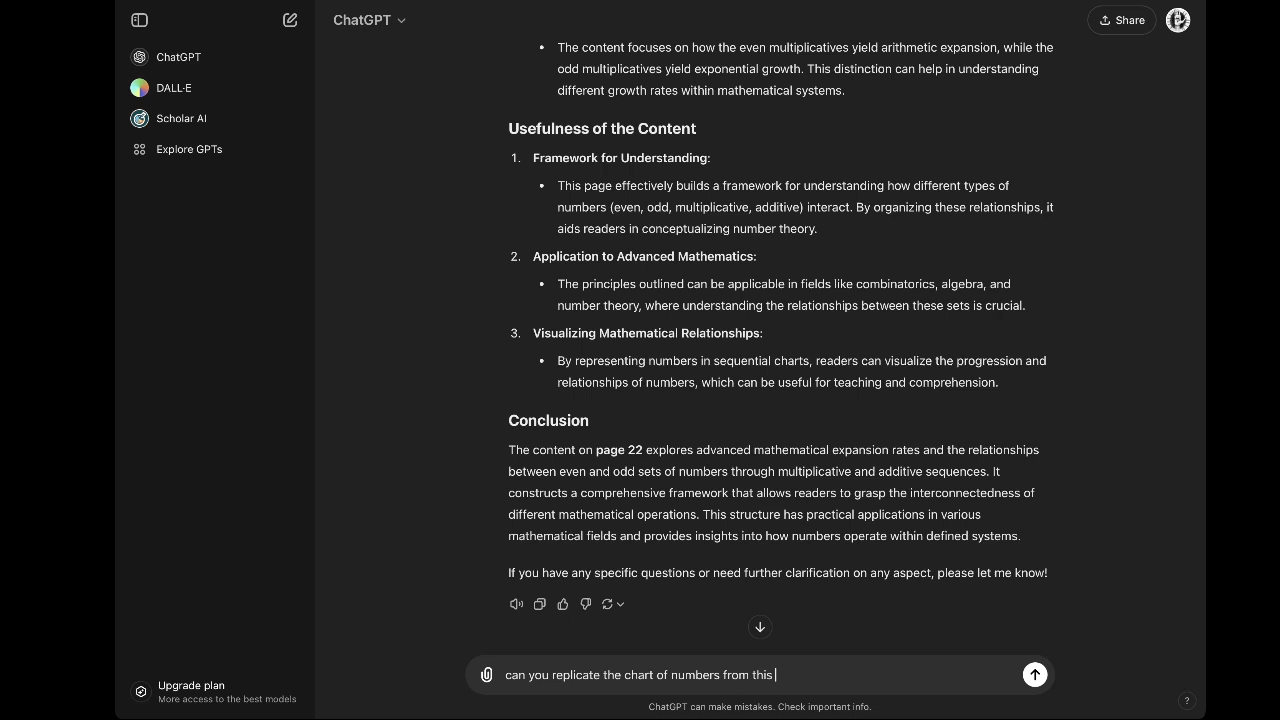 ChatGPT
Share
ChatGPT
DALL·E
Scholar AI
Explore GPTs
• The content focuses on how the even multiplicatives yield arithmetic expansion, while the
odd multiplicatives yield exponential growth. This distinction can help in understanding
different growth rates within mathematical systems.
Usefulness of the Content
1. Framework for Understanding:
• This page effectively builds a framework for understanding how different types of
numbers (even, odd, multiplicative, additive) interact. By organizing these relationships, it
aids readers in conceptualizing number theory.
2. Application to Advanced Mathematics:
• The principles outlined can be applicable in fields like combinatorics, algebra, and
number theory, where understanding the relationships between these sets is crucial.
3. Visualizing Mathematical Relationships:
• By representing numbers in sequential charts, readers can visualize the progression and
relationships of numbers, which can be useful for teaching and comprehension.
Conclusion
The content on page 22 explores advanced mathematical expansion rates and the relationships
between even and odd sets of numbers through multiplicative and additive sequences. It
constructs a comprehensive framework that allows readers to grasp the interconnectedness of
different mathematical operations. This structure has practical applications in various
mathematical fields and provides insights into how numbers operate within defined systems.
If you have any specific questions or need further clarification on any aspect, please let me know!
can you replicate the chart of numbers from this
Upgrade plan
More access to the best models
ChatGPT can make mistakes. Check important info.
?